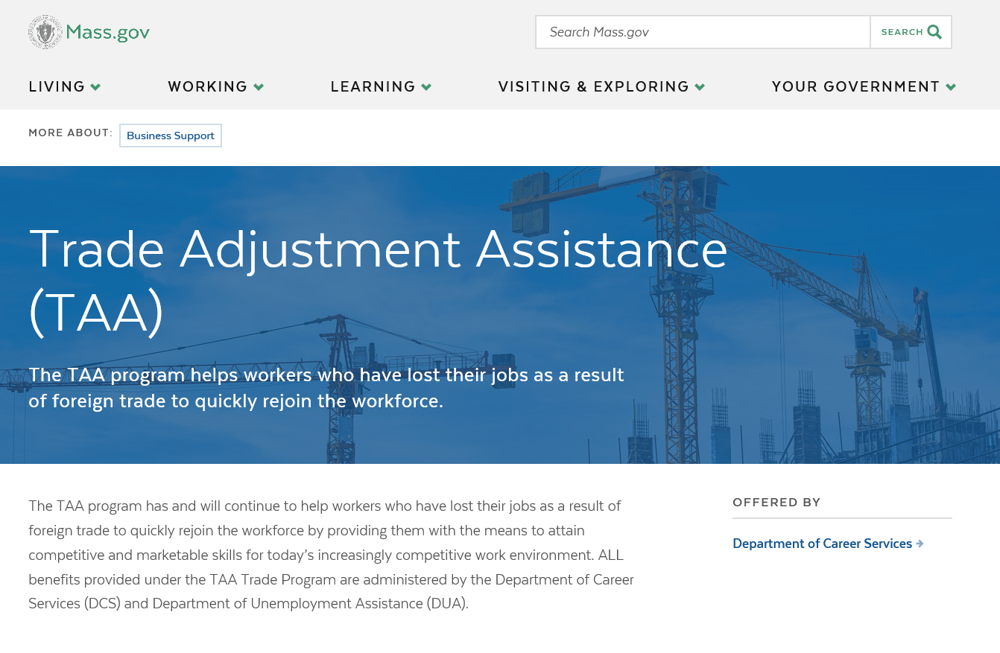 Mass.gov
Search Mass.gov
SEARCH
LIVING
WORKING
LEARNING
VISITING & EXPLORING
YOUR GOVERNMENT
MORE ABOUT:
Business Support
Trade Adjustment Assistance
(TAA)
The TAA program helps workers who have lost their jobs as a result
of foreign trade to quickly rejoin the workforce.
The TAA program has and will continue to help workers who have lost their jobs as a result of
foreign trade to quickly rejoin the workforce by providing them with the means to attain
competitive and marketable skills for today’s increasingly competitive work environment. ALL
benefits provided under the TAA Trade Program are administered by the Department of Career
Services (DCS) and Department of Unemployment Assistance (DUA).
OFFERED BY
Department of Career Services